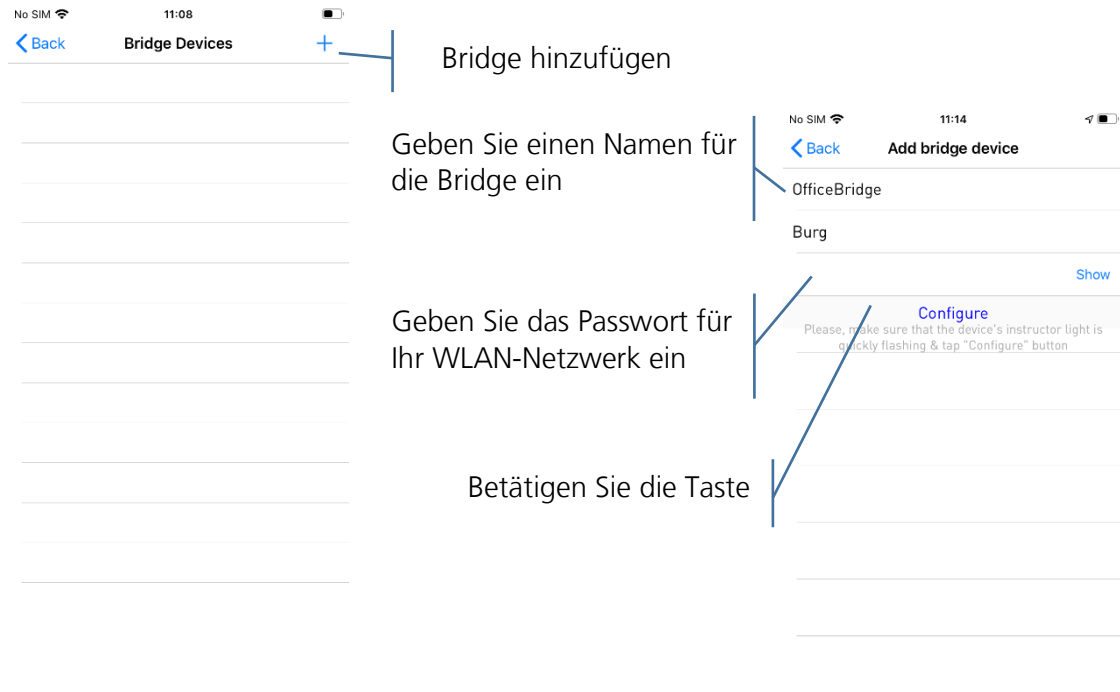 No SIM 11:08
Back Bridge Devices +
Bridge hinzufügen
Geben Sie einen Namen für
die Bridge ein
Geben Sie das Passwort für
Ihr WLAN-Netzwerk ein
Betätigen Sie die Taste
No SIM 11:14
Back Add bridge device
OfficeBridge
Burg
Show
Configure
Please, make sure that the device's instructor light is
quickly flashing & tap "Configure" button